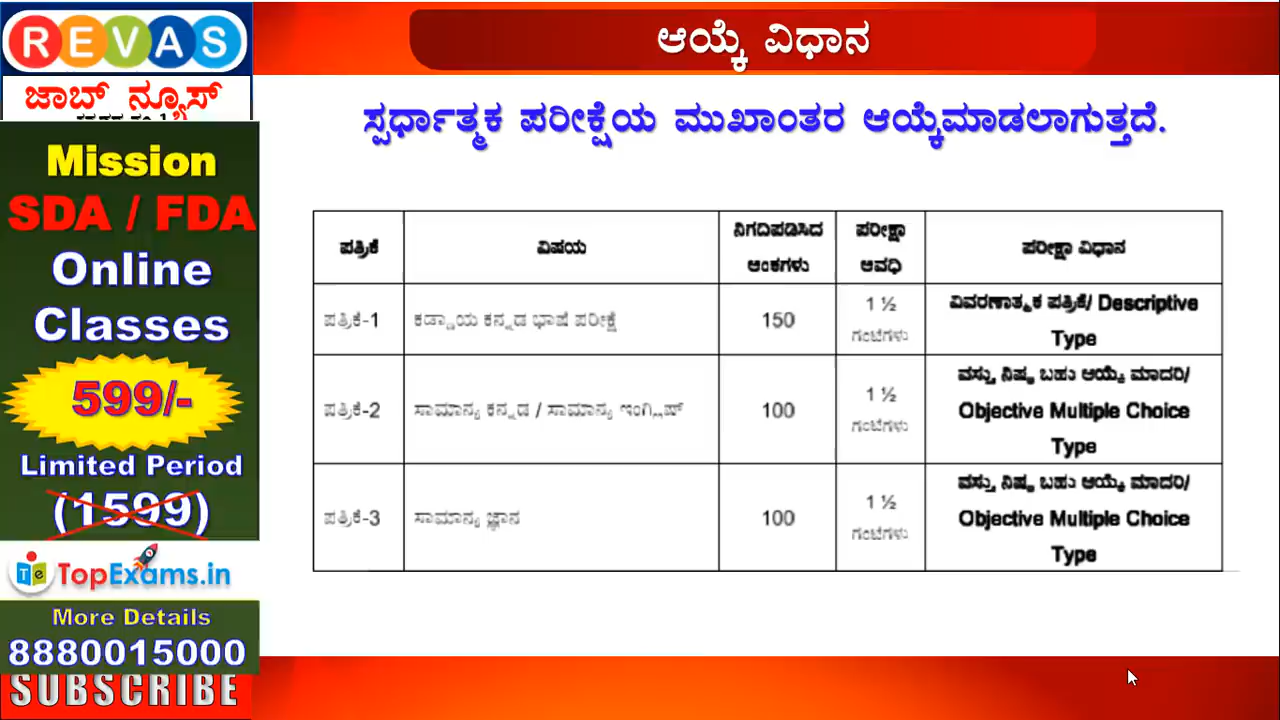 REVAS
ಜಾಬ್ ನ್ಯೂಸ್
Mission
SDA / FDA
Online
Classes
599/-
Limited Period
(1599)
Te TopExams.in
More Details
8880015000
SUBSCRIBE
ಆಯ್ಕೆ ವಿಧಾನ
ಸ್ಪರ್ಧಾತ್ಮಕ ಪರೀಕ್ಷೆಯ ಮುಖಾಂತರ ಆಯ್ಕೆಮಾಡಲಾಗುತ್ತದೆ.
ಪತ್ರಿಕೆ ವಿಷಯ ನಿಗದಿಪಡಿಸಿದ ಅಂಕಗಳು ಪರೀಕ್ಷಾ ಅವಧಿ ಪರೀಕ್ಷಾ ವಿಧಾನ
ಪತ್ರಿಕೆ-1 ಕಡ್ಡಾಯ ಕನ್ನಡ ಭಾಷೆ ಪರೀಕ್ಷೆ 150 1 ½ ಗಂಟೆಗಳು ವಿವರಣಾತ್ಮಕ ಪತ್ರಿಕೆ/ Descriptive
Type
ಪತ್ರಿಕೆ-2 ಸಾಮಾನ್ಯ ಕನ್ನಡ / ಸಾಮಾನ್ಯ ಇಂಗ್ಲಿಷ್ 100 1 ½ ಗಂಟೆಗಳು ವಸ್ತುನಿಷ್ಠ ಬಹು ಆಯ್ಕೆ ಮಾದರಿ/
Objective Multiple Choice
Type
ಪತ್ರಿಕೆ-3 ಸಾಮಾನ್ಯ ಜ್ಞಾನ 100 1 ½ ಗಂಟೆಗಳು ವಸ್ತುನಿಷ್ಠ ಬಹು ಆಯ್ಕೆ ಮಾದರಿ/
Objective Multiple Choice
Type